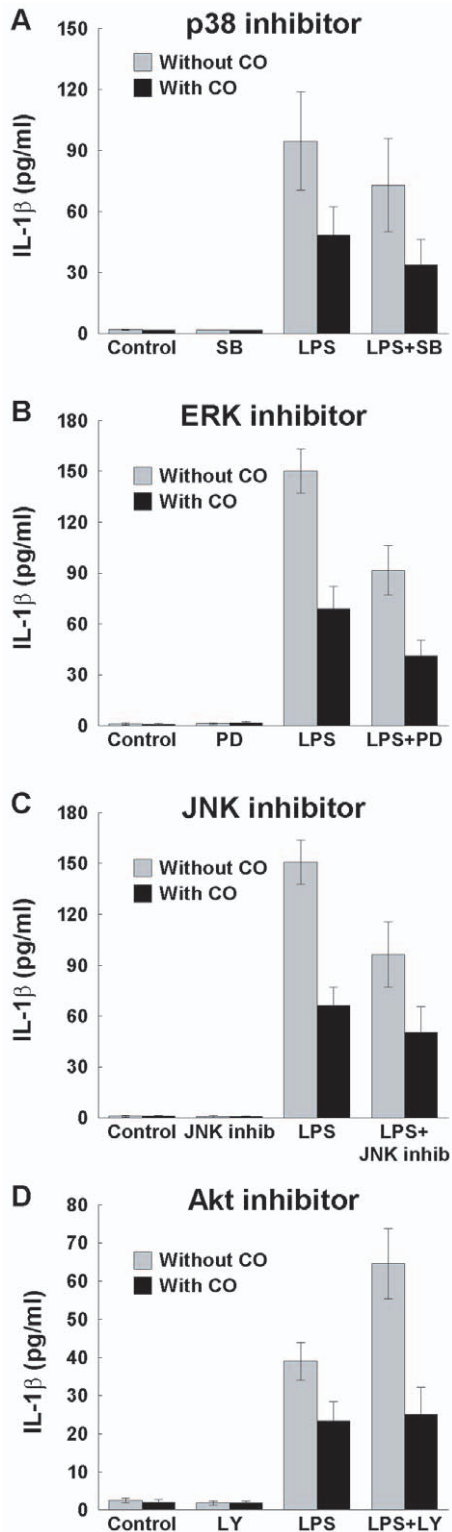 A p38 inhibitor
150
Without CO
With CO
120
90
60
30
0
IL-1β (pg/ml)
Control SB LPS LPS+SB
B ERK inhibitor
180
Without CO
With CO
150
120
90
60
30
0
IL-1β (pg/ml)
Control PD LPS LPS+PD
C JNK inhibitor
180
Without CO
With CO
150
120
90
60
30
0
IL-1β (pg/ml)
Control JNK inhib LPS LPS+
JNK inhib
D Akt inhibitor
80
Without CO
With CO
70
60
50
40
30
20
10
0
IL-1β (pg/ml)
Control LY LPS LPS+LY